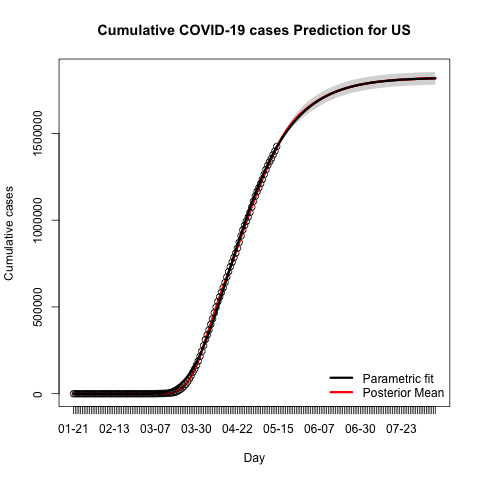 Cumulative COVID-19 cases Prediction for US
Cumulative cases
1500000
1000000
500000
0
Parametric fit
Posterior Mean
01-21 02-13 03-07 03-30 04-22 05-15 06-07 06-30 07-23
Day